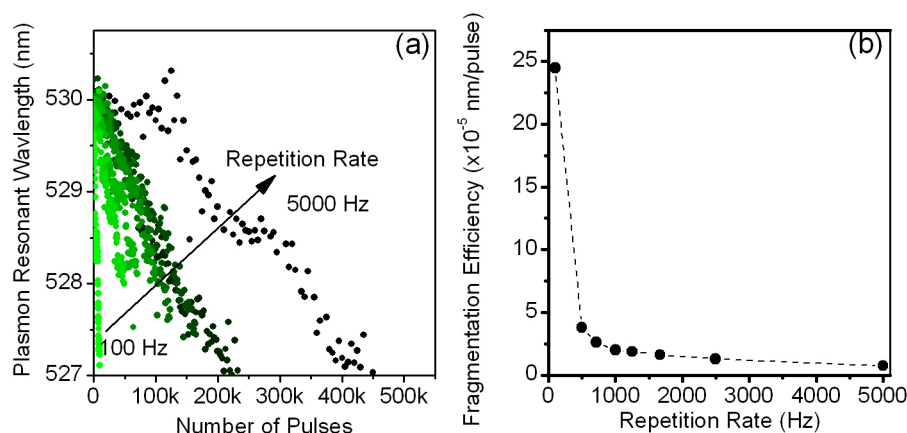 (a)
Plasmon Resonant Wavlength (nm)
530
529
528
527
Repetition Rate
5000 Hz
100 Hz
0
100k
200k
300k
400k
500k
Number of Pulses
(b)
Fragmentation Efficiency (x10⁻⁵ nm/pulse)
25
20
15
10
5
0
0
1000
2000
3000
4000
5000
Repetition Rate (Hz)